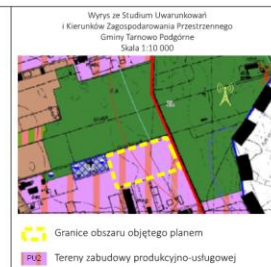 Wyrys ze Studium Uwarunkowań
i Kierunków Zagospodarowania Przestrzennego
Gminy Tarnowo Podgórne
Skala 1:10 000
Granice obszaru objętego planem
PU2 Tereny zabudowy produkcyjno-usługowej